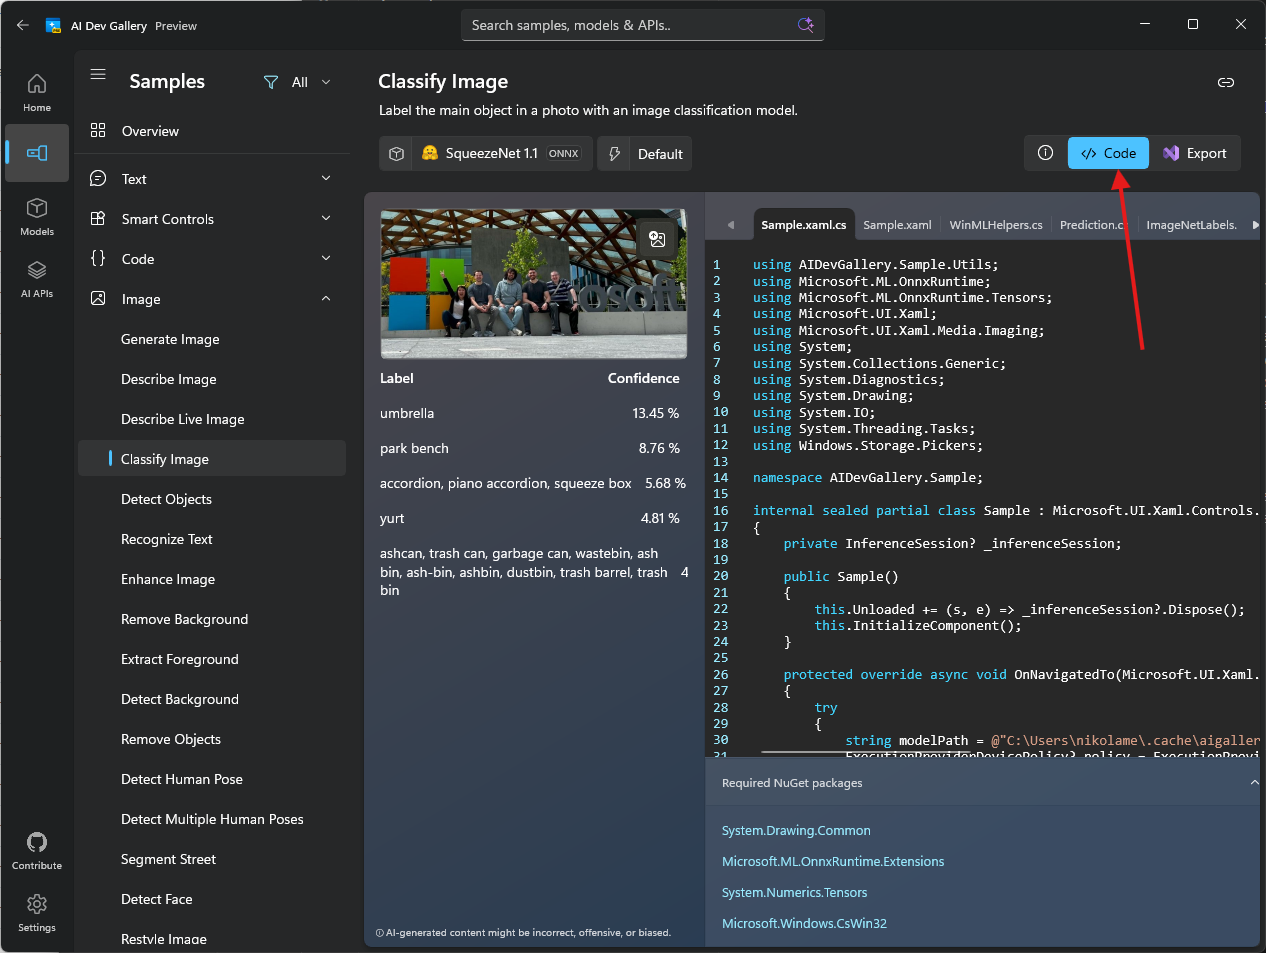 AI Dev Gallery Preview
Search samples, models & APIs..
Home
Models
AI APIs
Contribute
Settings
Samples
All
Overview
Text
Smart Controls
Code
Image
Generate Image
Describe Image
Describe Live Image
Classify Image
Detect Objects
Recognize Text
Enhance Image
Remove Background
Extract Foreground
Detect Background
Remove Objects
Detect Human Pose
Detect Multiple Human Poses
Segment Street
Detect Face
Restyle Image
Classify Image
Label the main object in a photo with an image classification model.
SqueezeNet 1.1 ONNX
Default
Code
Export
osoft
Label Confidence
umbrella 13.45 %
park bench 8.76 %
accordion, piano accordion, squeeze box 5.68 %
yurt 4.81 %
ashcan, trash can, garbage can, wastebin, ash
bin, ash-bin, ashbin, dustbin, trash barrel, trash 4
bin
AI-generated content might be incorrect, offensive, or biased.
Sample.xaml.cs Sample.xaml WinMLHelpers.cs Prediction.c ImageNetLabels.
1 using AIDevGallery.Sample.Utils;
2 using Microsoft.ML.OnnxRuntime;
3 using Microsoft.ML.OnnxRuntime.Tensors;
4 using Microsoft.UI.Xaml;
5 using Microsoft.UI.Xaml.Media.Imaging;
6 using System;
7 using System.Collections.Generic;
8 using System.Diagnostics;
9 using System.Drawing;
10 using System.IO;
11 using System.Threading.Tasks;
12 using Windows.Storage.Pickers;
13
14 namespace AIDevGallery.Sample;
15
16 internal sealed partial class Sample : Microsoft.UI.Xaml.Controls.
17 {
18 private InferenceSession? _inferenceSession;
19
20 public Sample()
21 {
22 this.Unloaded += (s, e) => _inferenceSession?.Dispose();
23 this.InitializeComponent();
24 }
25
26 protected override async void OnNavigatedTo(Microsoft.UI.Xaml.
27 {
28 try
29 {
30 string modelPath = @"C:\Users\nikolame\.cache\aigaller
31 ExecutionProviderDevicePolicy? policy = ExecutionProvi
Required NuGet packages
System.Drawing.Common
Microsoft.ML.OnnxRuntime.Extensions
System.Numerics.Tensors
Microsoft.Windows.CsWin32